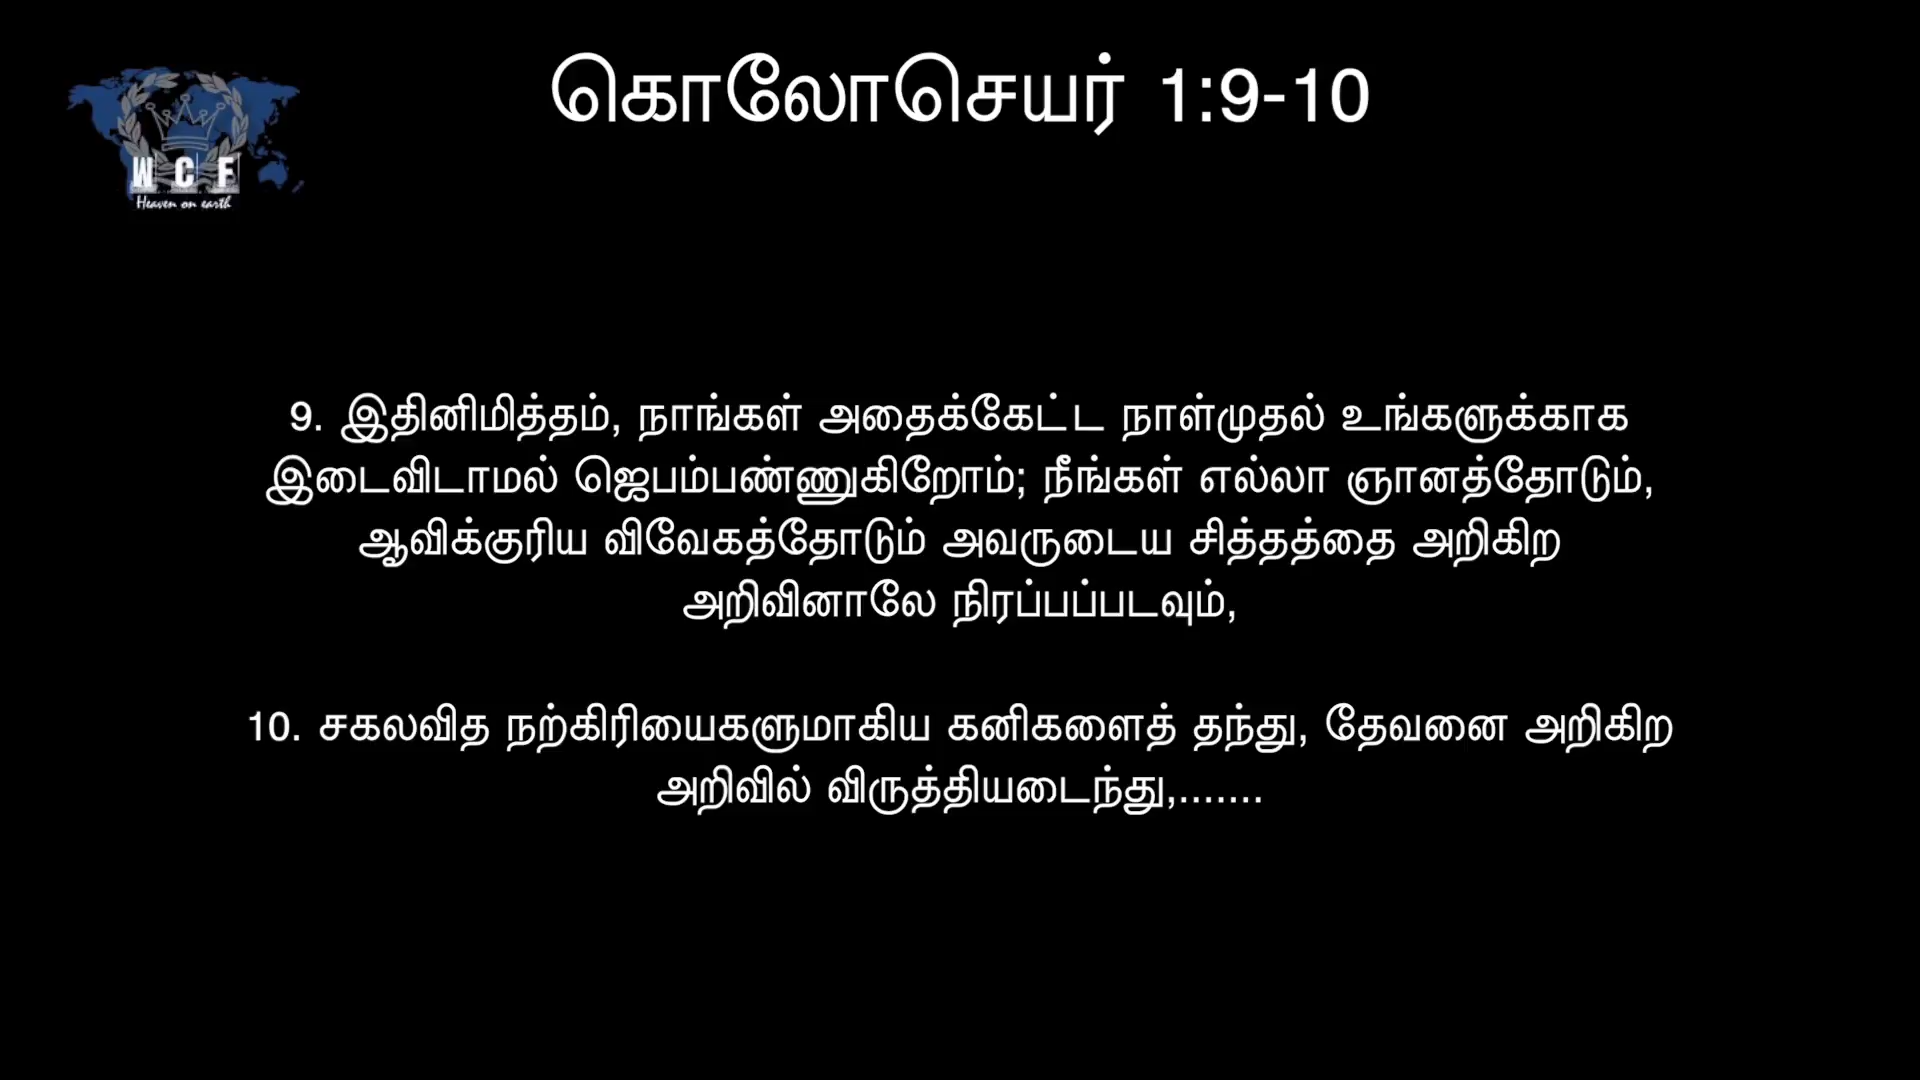 கொலோசெயர் 1:9-10
W C F
Heaven on earth
9. இதினிமித்தம், நாங்கள் அதைக்கேட்ட நாள்முதல் உங்களுக்காக
இடைவிடாமல் ஜெபம்பண்ணுகிறோம்; நீங்கள் எல்லா ஞானத்தோடும்,
ஆவிக்குரிய விவேகத்தோடும் அவருடைய சித்தத்தை அறிகிற
அறிவினாலே நிரப்பப்படவும்,
10. சகலவித நற்கிரியைகளுமாகிய கனிகளைத் தந்து, தேவனை அறிகிற
அறிவில் விருத்தியடைந்து,.......